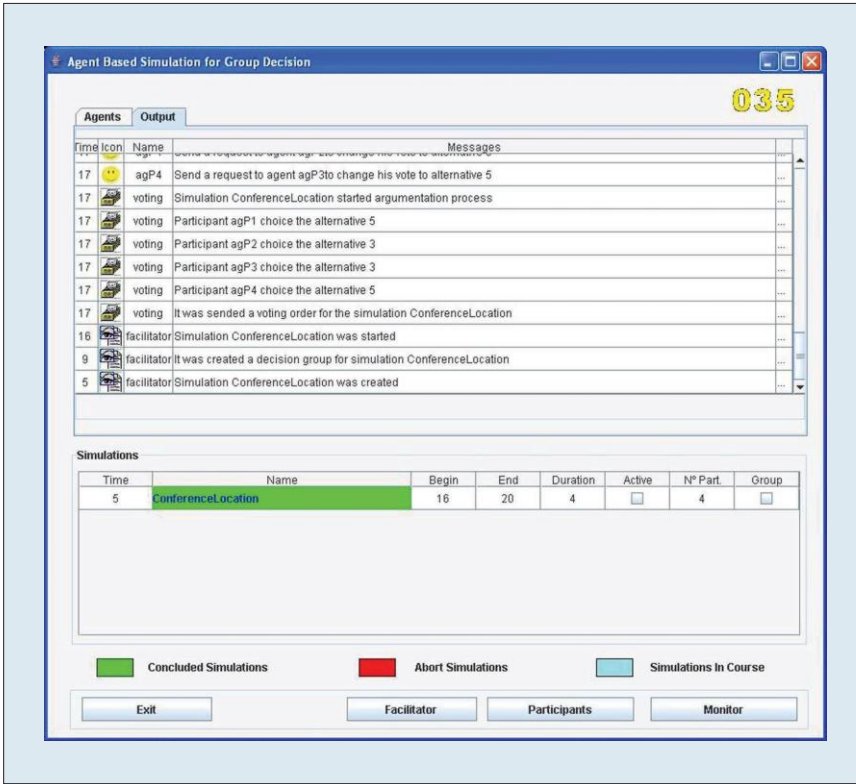 Agent Based Simulation for Group Decision
035
Agents Output
Time Icon Name Messages
17 agP4 Send a request to agent agP3to change his vote to alternative 5 ...
17 voting Simulation ConferenceLocation started argumentation process ...
17 voting Participant agP1 choice the alternative 5 ...
17 voting Participant agP2 choice the alternative 3 ...
17 voting Participant agP3 choice the alternative 3 ...
17 voting Participant agP4 choice the alternative 5 ...
17 voting It was sended a voting order for the simulation ConferenceLocation ...
16 facilitator Simulation ConferenceLocation was started ...
9 facilitator It was created a decision group for simulation ConferenceLocation ...
5 facilitator Simulation ConferenceLocation was created ...
Simulations
Time Name Begin End Duration Active Nº Part. Group
5 ConferenceLocation 16 20 4 4
Concluded Simulations Abort Simulations Simulations In Course
Exit Facilitator Participants Monitor